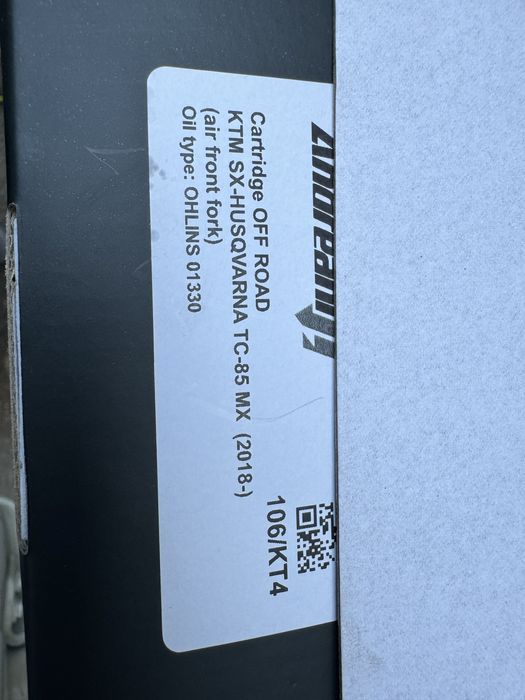 Andreani
106/KT4
Cartridge OFF ROAD
KTM SX-HUSQVARNA TC-85 MX (2018-)
(air front fork)
Oil type: OHLINS 01330